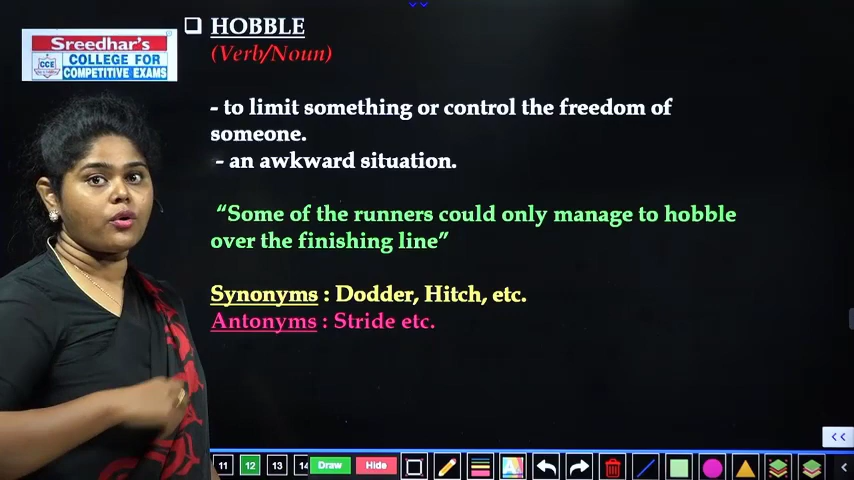 ❑ HOBBLE
Sreedhar's
CCE
COLLEGE FOR
COMPETITIVE EXAMS
(Verb/Noun)
- to limit something or control the freedom of
someone.
- an awkward situation.
“Some of the runners could only manage to hobble
over the finishing line”
Synonyms : Dodder, Hitch, etc.
Antonyms : Stride etc.
<<
11 12 13 14 Draw Hide A